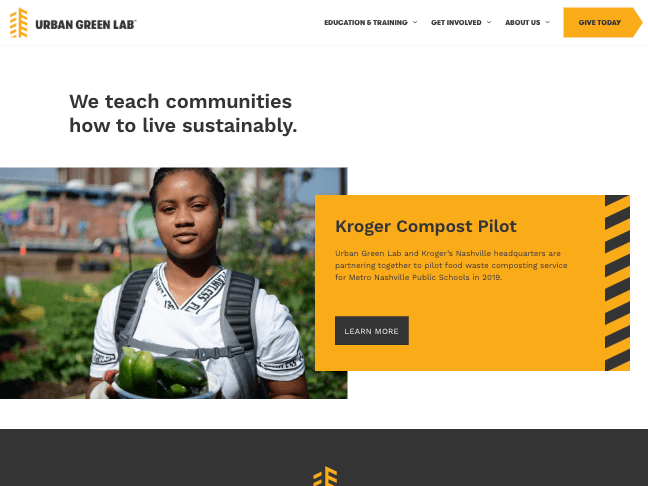 URBAN GREEN LAB
EDUCATION & TRAINING
GET INVOLVED
ABOUT US
GIVE TODAY
We teach communities
how to live sustainably.
Kroger Compost Pilot
Urban Green Lab and Kroger's Nashville headquarters are
partnering together to pilot food waste composting service
for Metro Nashville Public Schools in 2019.
LEARN MORE